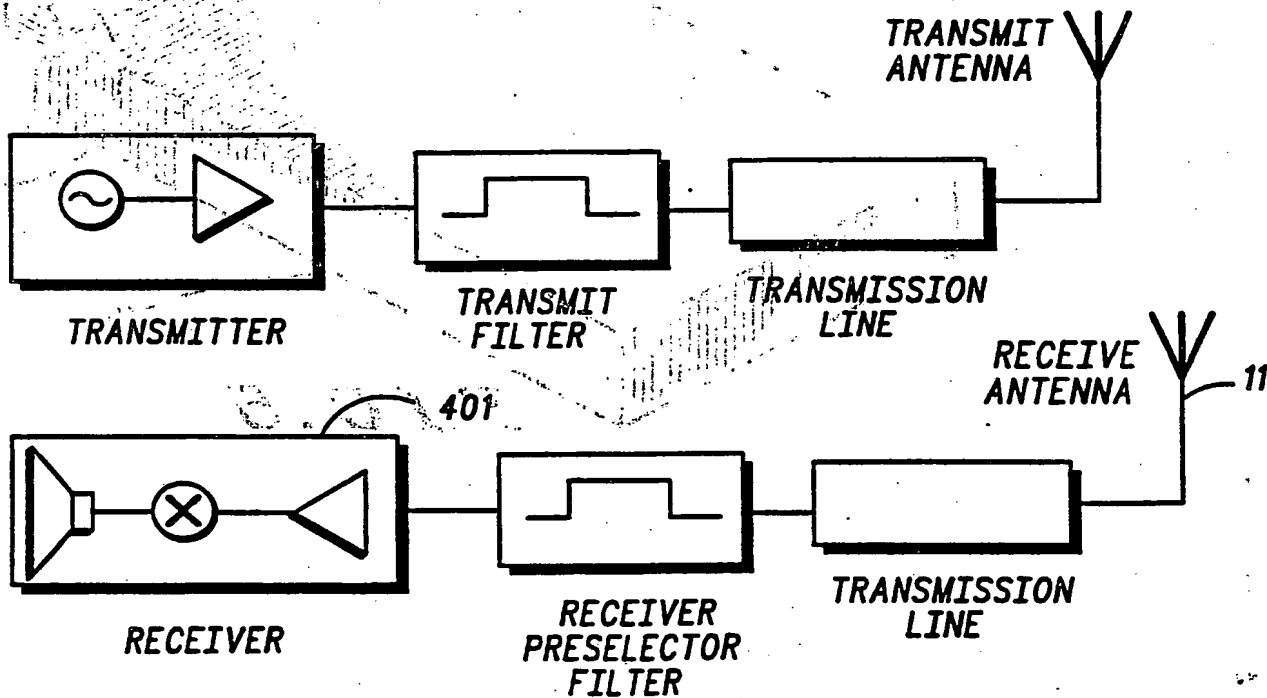 TRANSMIT
ANTENNA
TRANSMITTER
TRANSMIT
FILTER
TRANSMISSION
LINE
RECEIVE
ANTENNA
11
401
RECEIVER
RECEIVER
PRESELECTOR
FILTER
TRANSMISSION
LINE